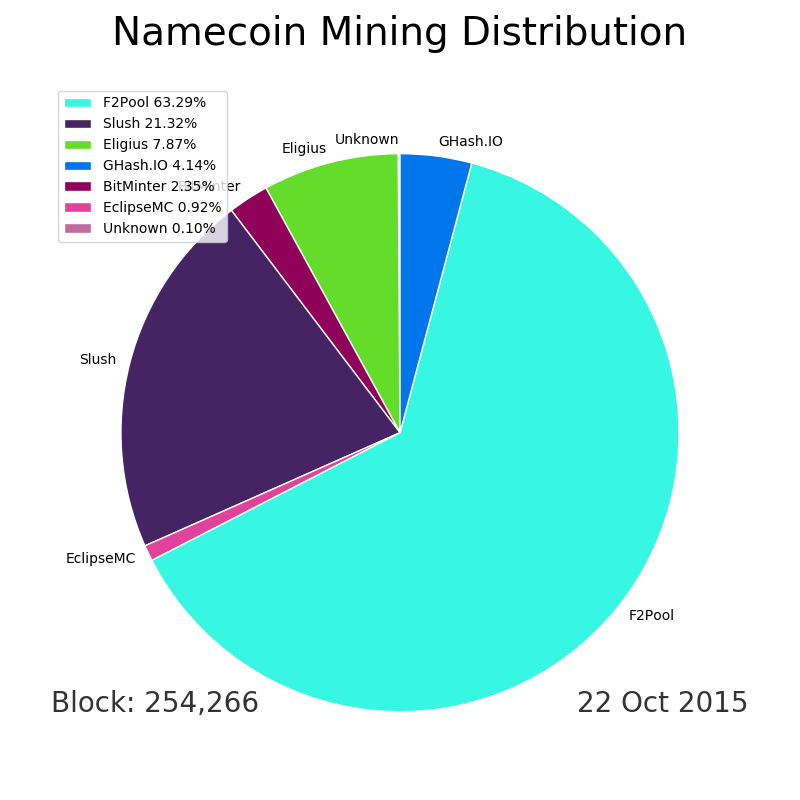 Namecoin Mining Distribution
F2Pool 63.29%
Slush 21.32%
Eligius 7.87%
GHash.IO 4.14%
BitMinter 2.35%
EclipseMC 0.92%
Unknown 0.10%
Unknown
GHash.IO
Eligius
BitMinter
Slush
EclipseMC
F2Pool
Block: 254,266
22 Oct 2015